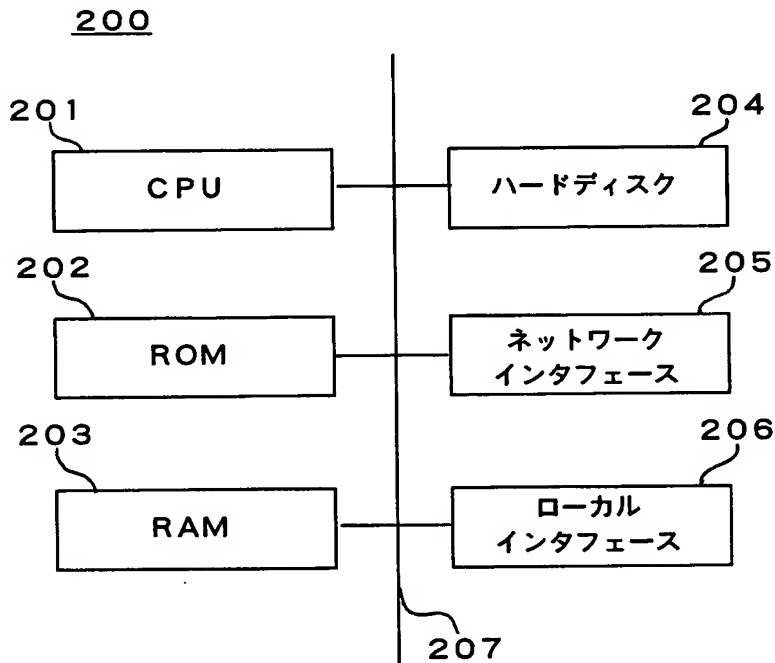 200
201
CPU
204
ハードディスク
202
ROM
205
ネットワーク
インタフェース
203
RAM
206
ローカル
インタフェース
207